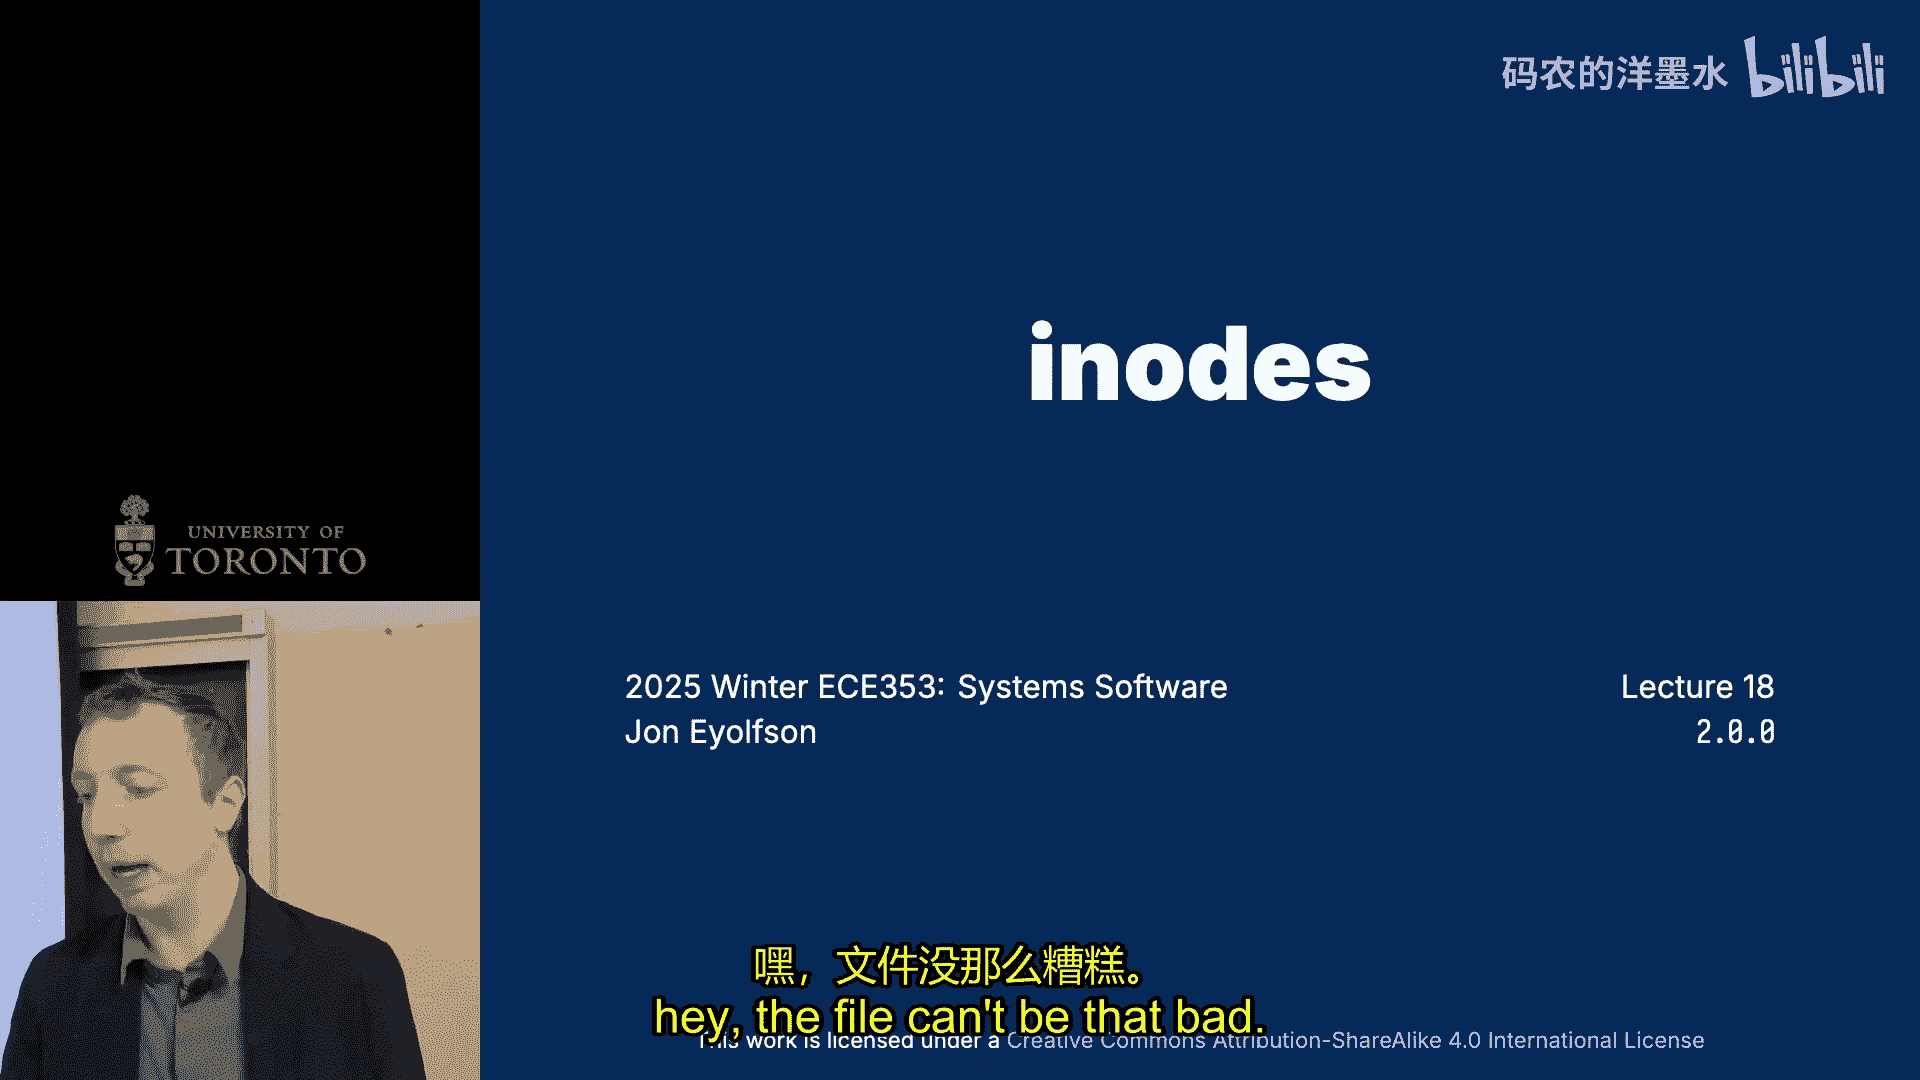 码农的洋墨水 bilibili
inodes
UNIVERSITY OF
TORONTO
2025 Winter ECE353: Systems Software
Jon Eyolfson
Lecture 18
2.0.0
嘿，文件没那么糟糕。
hey, the file can't be that bad.
This work is licensed under a Creative Commons Attribution-ShareAlike 4.0 International License